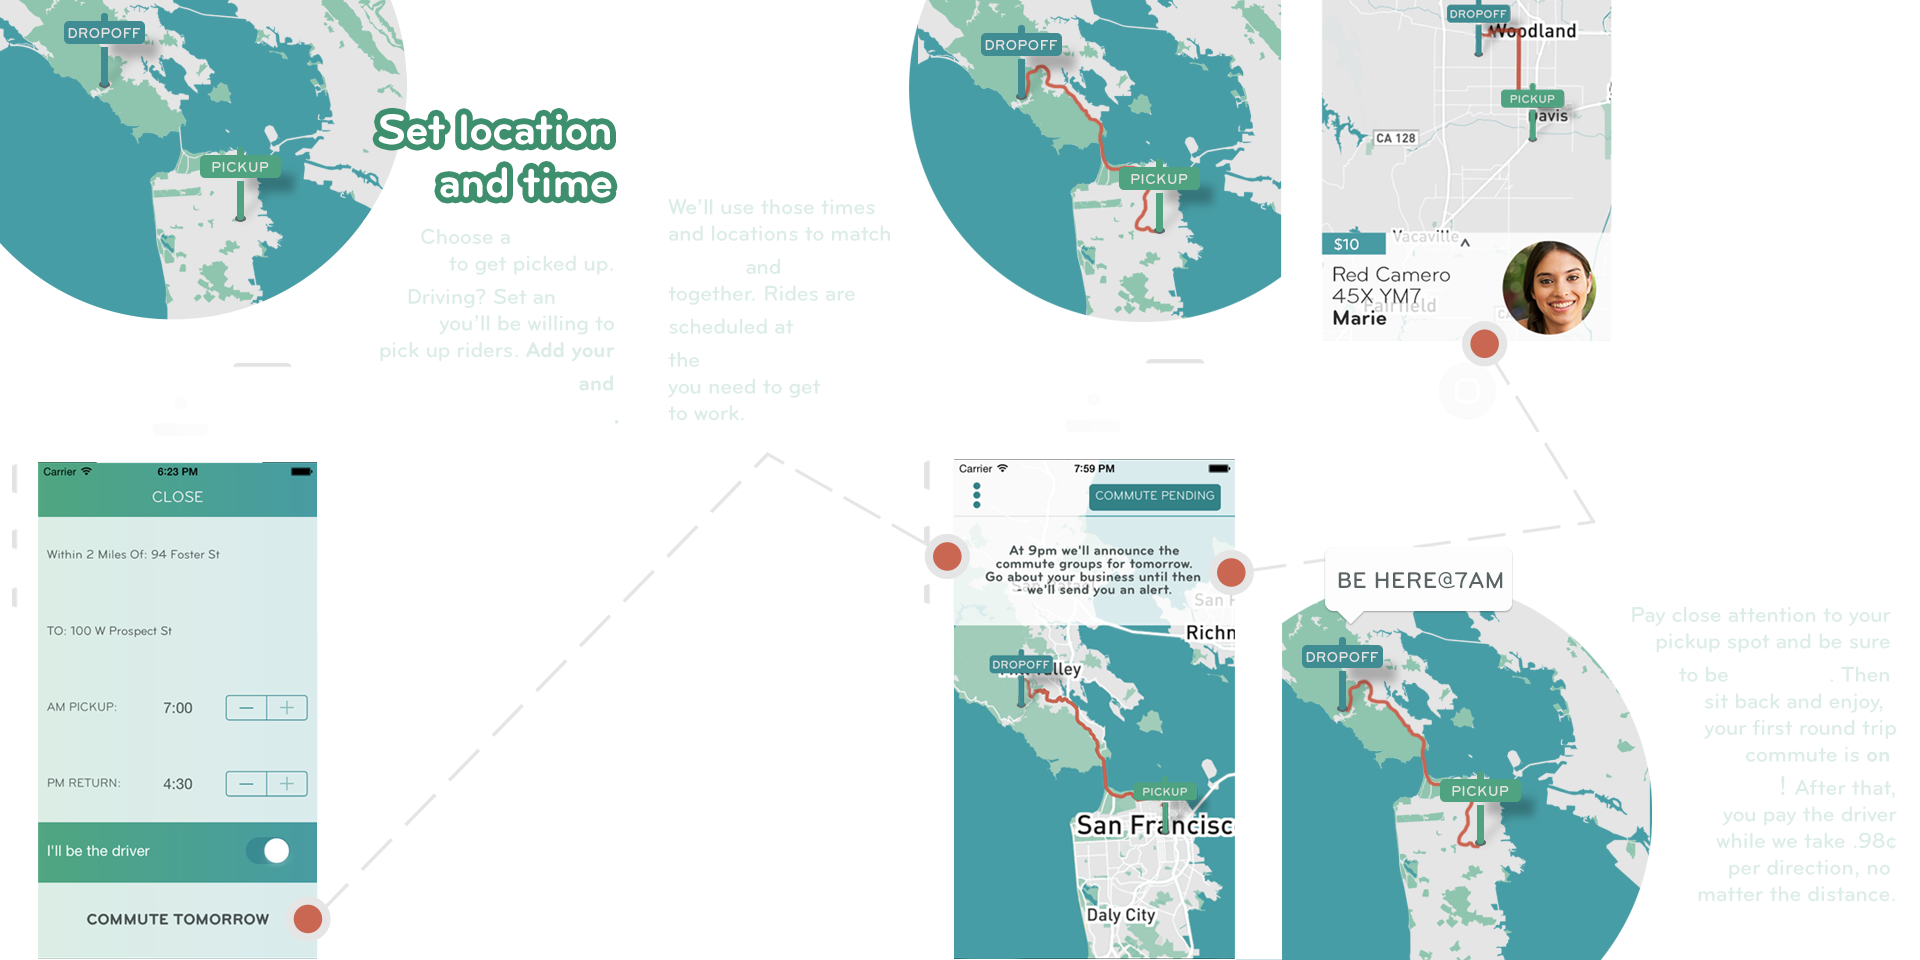 DROPOFF
PICKUP
Set location
and time
Choose a
to get picked up.
Driving? Set an
you'll be willing to
pick up riders. Add your
and
.
We'll use those times
and locations to match
and
together. Rides are
scheduled at
the
you need to get
to work.
DROPOFF
PICKUP
DROPOFF
Woodland
PICKUP
Davis
CA 128
Vacaville
$10
Red Camero
45X YM7
Fairfield
Marie
Carrier 6:23 PM
CLOSE
Within 2 Miles Of: 94 Foster St
TO: 100 W Prospect St
AM PICKUP: 7:00 − +
PM RETURN: 4:30 − +
I'll be the driver
COMMUTE TOMORROW
Carrier 7:59 PM
COMMUTE PENDING
At 9pm we'll announce the
commute groups for tomorrow.
Go about your business until then
- we'll send you an alert.
San R
Richm
DROPOFF
Mill Valley
PICKUP
San Francisc
Daly City
BE HERE@7AM
DROPOFF
PICKUP
Pay close attention to your
pickup spot and be sure
to be . Then
sit back and enjoy,
your first round trip
commute is on
! After that,
you pay the driver
while we take .98¢
per direction, no
matter the distance.